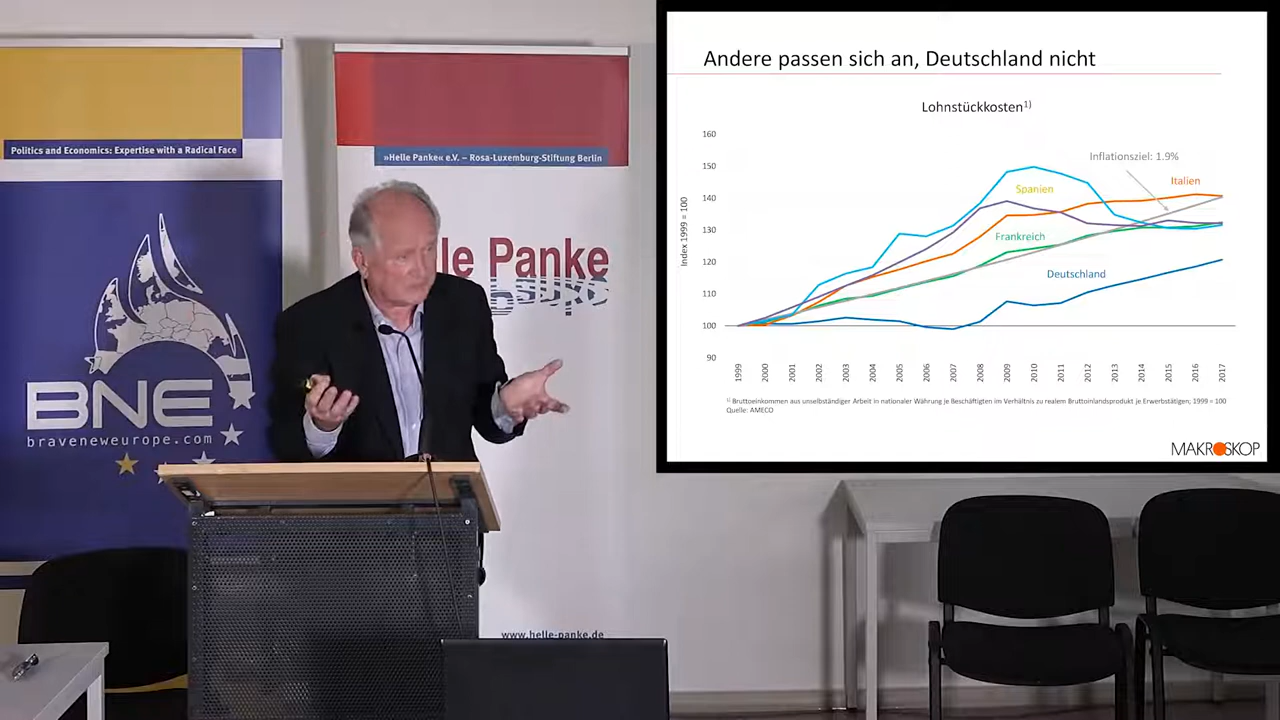 Politics and Economics: Expertise with a Radical Face
BNE
braveneweurope.com
»Helle Panke« e.V. – Rosa-Luxemburg-Stiftung Berlin
lle Panke
www.helle-panke.de
Andere passen sich an, Deutschland nicht
Lohnstückkosten1)
Index 1999 = 100
160
150
140
130
120
110
100
90
Inflationsziel: 1.9%
Italien
Spanien
Frankreich
Deutschland
1999 2000 2001 2002 2003 2004 2005 2006 2007 2008 2009 2010 2011 2012 2013 2014 2015 2016 2017
1) Bruttoeinkommen aus unselbständiger Arbeit in nationaler Währung je Beschäftigten im Verhältnis zu realem Bruttoinlandsprodukt je Erwerbstätigen; 1999 = 100
Quelle: AMECO
MAKROSKOP